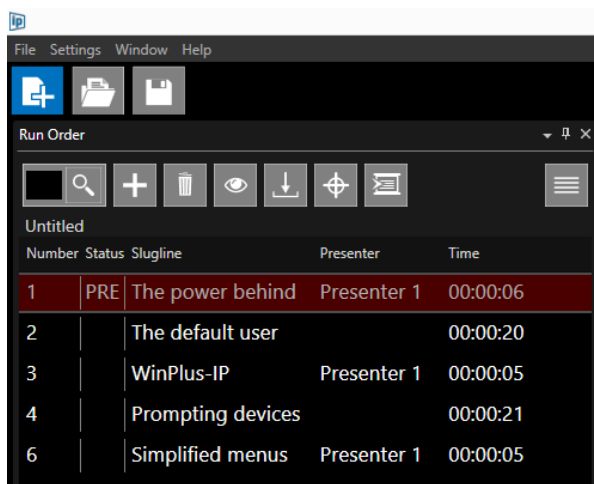 ip
File Settings Window Help
Run Order
Untitled
Number Status Slugline Presenter Time
1 PRE The power behind Presenter 1 00:00:06
2 The default user 00:00:20
3 WinPlus-IP Presenter 1 00:00:05
4 Prompting devices 00:00:21
6 Simplified menus Presenter 1 00:00:05